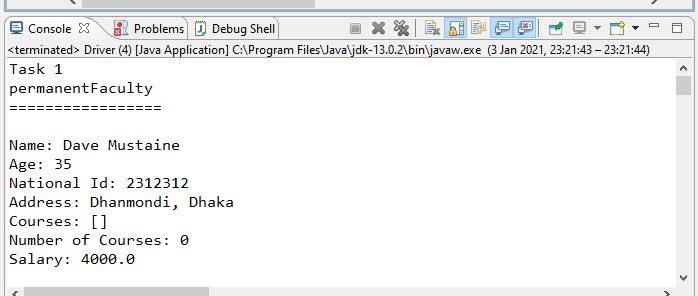 Console Problems Debug Shell
<terminated> Driver (4) [Java Application] C:\Program Files\Java\jdk-13.0.2\bin\javaw.exe (3 Jan 2021, 23:21:43 – 23:21:44)
Task 1
permanentFaculty
=================
Name: Dave Mustaine
Age: 35
National Id: 2312312
Address: Dhanmondi, Dhaka
Courses: []
Number of Courses: 0
Salary: 4000.0